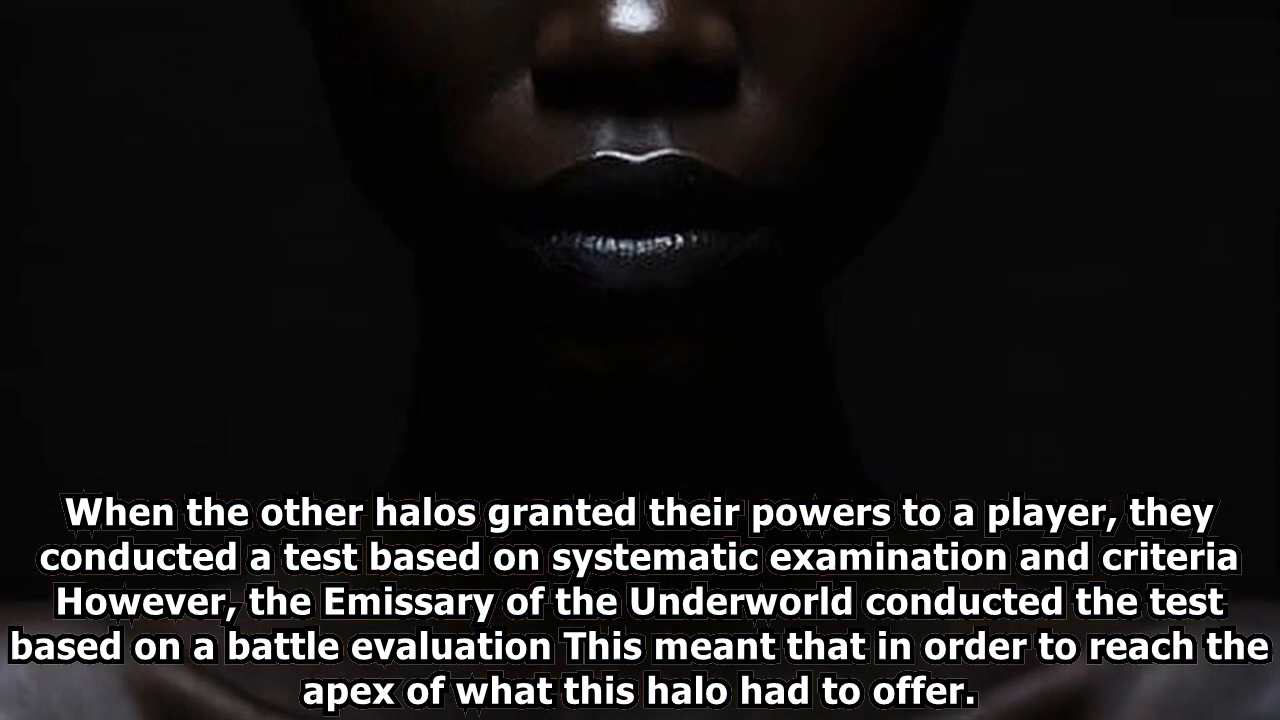 When the other halos granted their powers to a player, they
conducted a test based on systematic examination and criteria
However, the Emissary of the Underworld conducted the test
based on a battle evaluation This meant that in order to reach the
apex of what this halo had to offer.